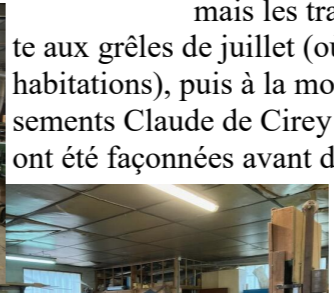 mais les tra
te aux grêles de juillet (ou
habitations), puis à la mo
sements Claude de Cirey
ont été façonnées avant d